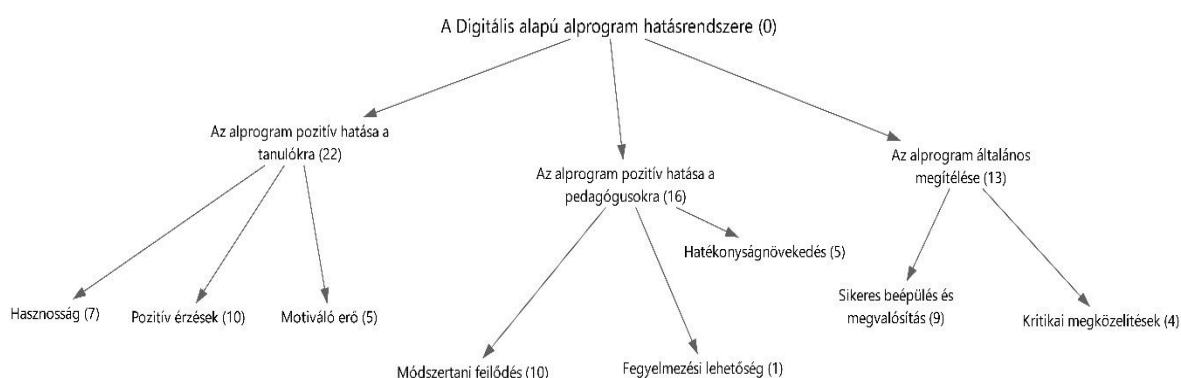 A Digitális alapú alprogram hatásrendszere (0)
Az alprogram pozitív hatása a
tanulókra (22)
Az alprogram pozitív hatása a
pedagógusokra (16)
Az alprogram általános
megítélése (13)
Hasznosság (7)
Pozitív érzések (10)
Motiváló erő (5)
Módszertani fejlődés (10)
Fegyelmezési lehetőség (1)
Hatékonyságnövekedés (5)
Sikeres beépülés és
megvalósítás (9)
Kritikai megközelítések (4)